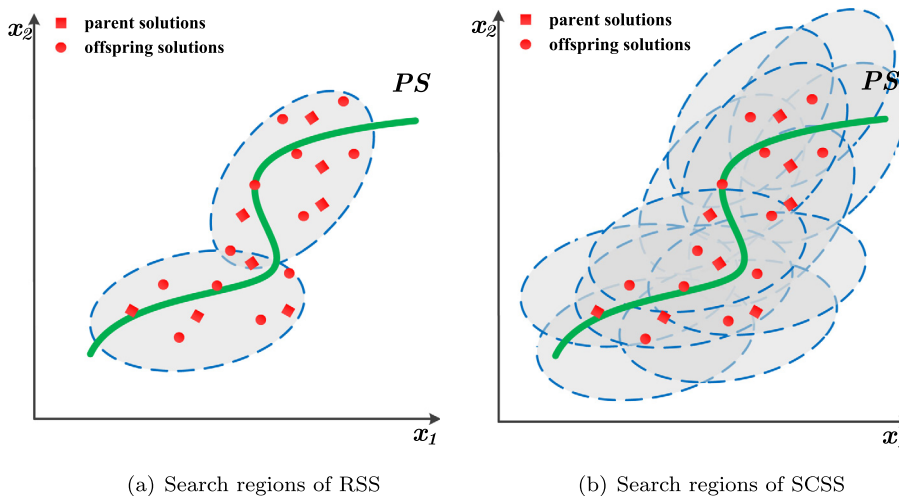 x2
parent solutions
offspring solutions
PS
x1
(a) Search regions of RSS
x2
parent solutions
offspring solutions
PS
x
(b) Search regions of SCSS